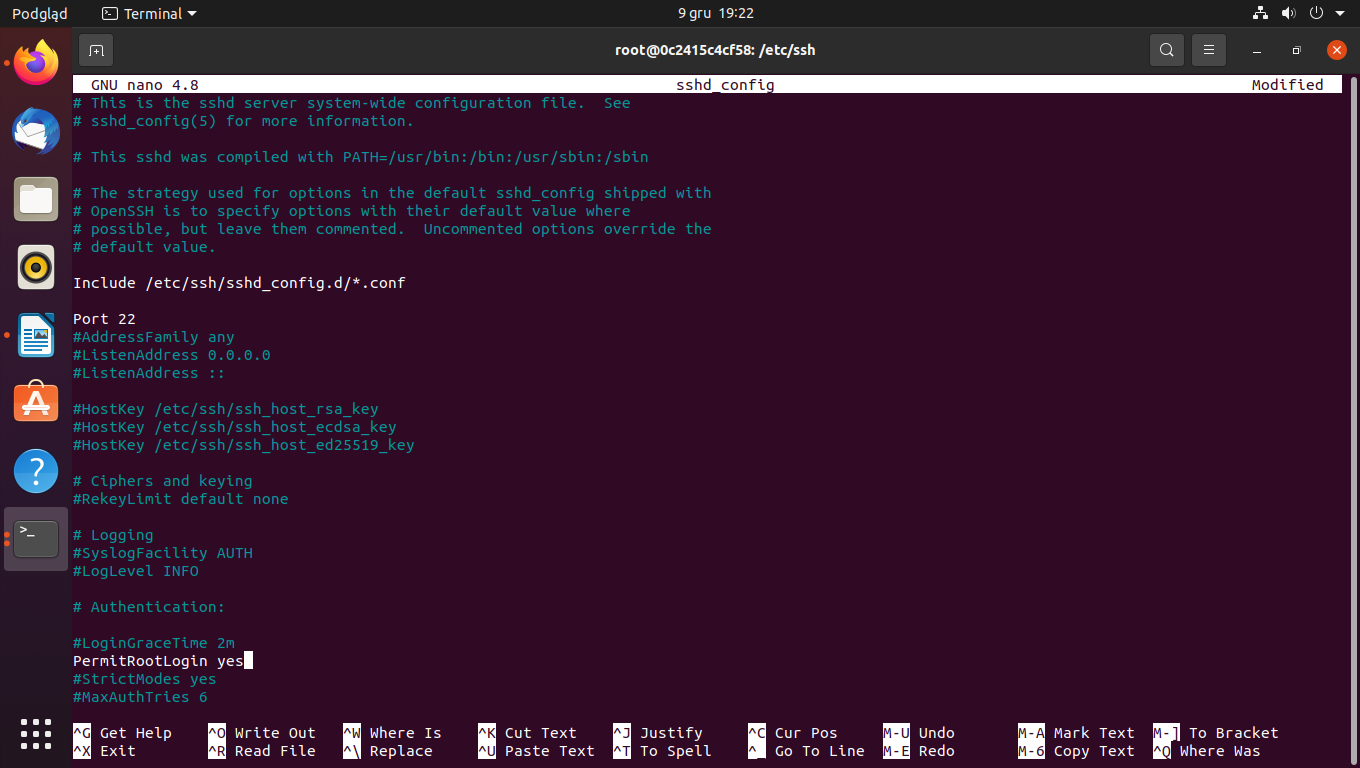 Podgląd Terminal 9 gru 19:22
root@0c2415c4cf58: /etc/ssh
GNU nano 4.8 sshd_config Modified
# This is the sshd server system-wide configuration file.  See
# sshd_config(5) for more information.
# This sshd was compiled with PATH=/usr/bin:/bin:/usr/sbin:/sbin
# The strategy used for options in the default sshd_config shipped with
# OpenSSH is to specify options with their default value where
# possible, but leave them commented.  Uncommented options override the
# default value.
Include /etc/ssh/sshd_config.d/*.conf
Port 22
#AddressFamily any
#ListenAddress 0.0.0.0
#ListenAddress ::
#HostKey /etc/ssh/ssh_host_rsa_key
#HostKey /etc/ssh/ssh_host_ecdsa_key
#HostKey /etc/ssh/ssh_host_ed25519_key
# Ciphers and keying
#RekeyLimit default none
# Logging
#SyslogFacility AUTH
#LogLevel INFO
# Authentication:
#LoginGraceTime 2m
PermitRootLogin yes
#StrictModes yes
#MaxAuthTries 6
^G Get Help ^O Write Out ^W Where Is ^K Cut Text ^J Justify ^C Cur Pos M-U Undo M-A Mark Text M-] To Bracket
^X Exit ^R Read File ^\ Replace ^U Paste Text ^T To Spell ^_ Go To Line M-E Redo M-6 Copy Text ^Q Where Was